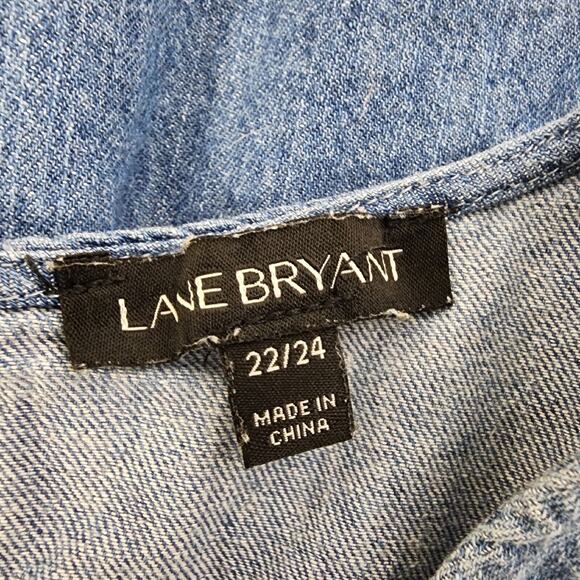 LANE BRYANT
22/24
MADE IN
CHINA